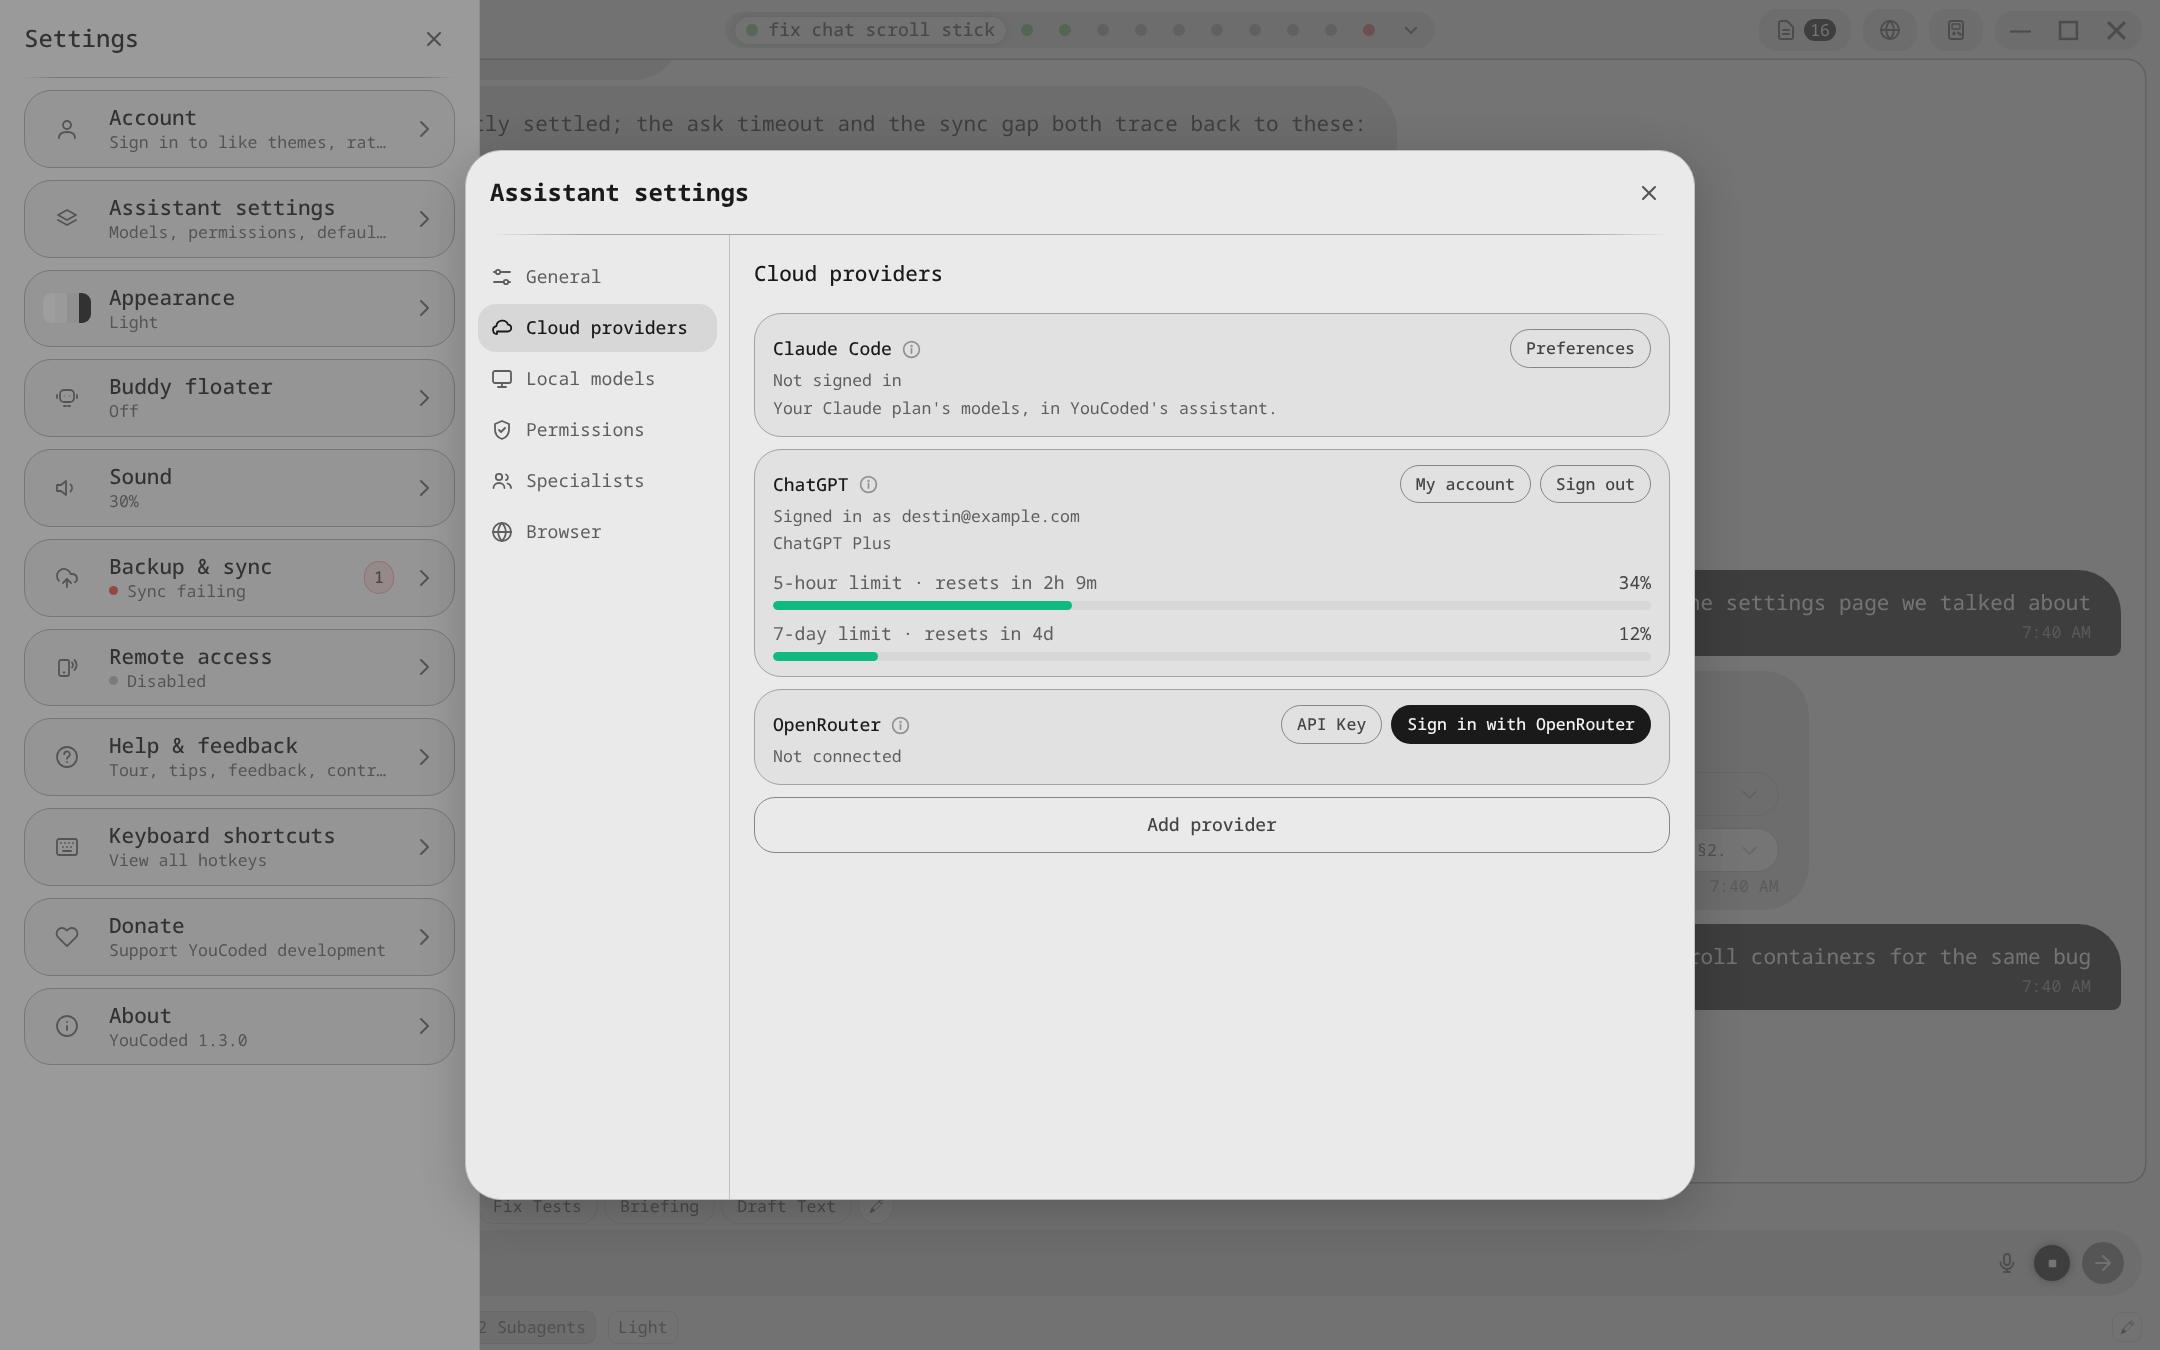 Settings
Account
Sign in to like themes, rat…
Assistant settings
Models, permissions, defaul…
Appearance
Light
Buddy floater
Off
Sound
30%
Backup & sync
Sync failing
1
Remote access
Disabled
Help & feedback
Tour, tips, feedback, contr…
Keyboard shortcuts
View all hotkeys
Donate
Support YouCoded development
About
YouCoded 1.3.0
fix chat scroll stick
16
tly settled; the ask timeout and the sync gap both trace back to these:
Assistant settings
General
Cloud providers
Local models
Permissions
Specialists
Browser
Cloud providers
Claude Code
Preferences
Not signed in
Your Claude plan's models, in YouCoded's assistant.
ChatGPT
My account
Sign out
Signed in as destin@example.com
ChatGPT Plus
5-hour limit · resets in 2h 9m
34%
7-day limit · resets in 4d
12%
OpenRouter
API Key
Sign in with OpenRouter
Not connected
Add provider
he settings page we talked about
7:40 AM
§2.
7:40 AM
roll containers for the same bug
7:40 AM
Fix Tests
Briefing
Draft Text
2 Subagents
Light